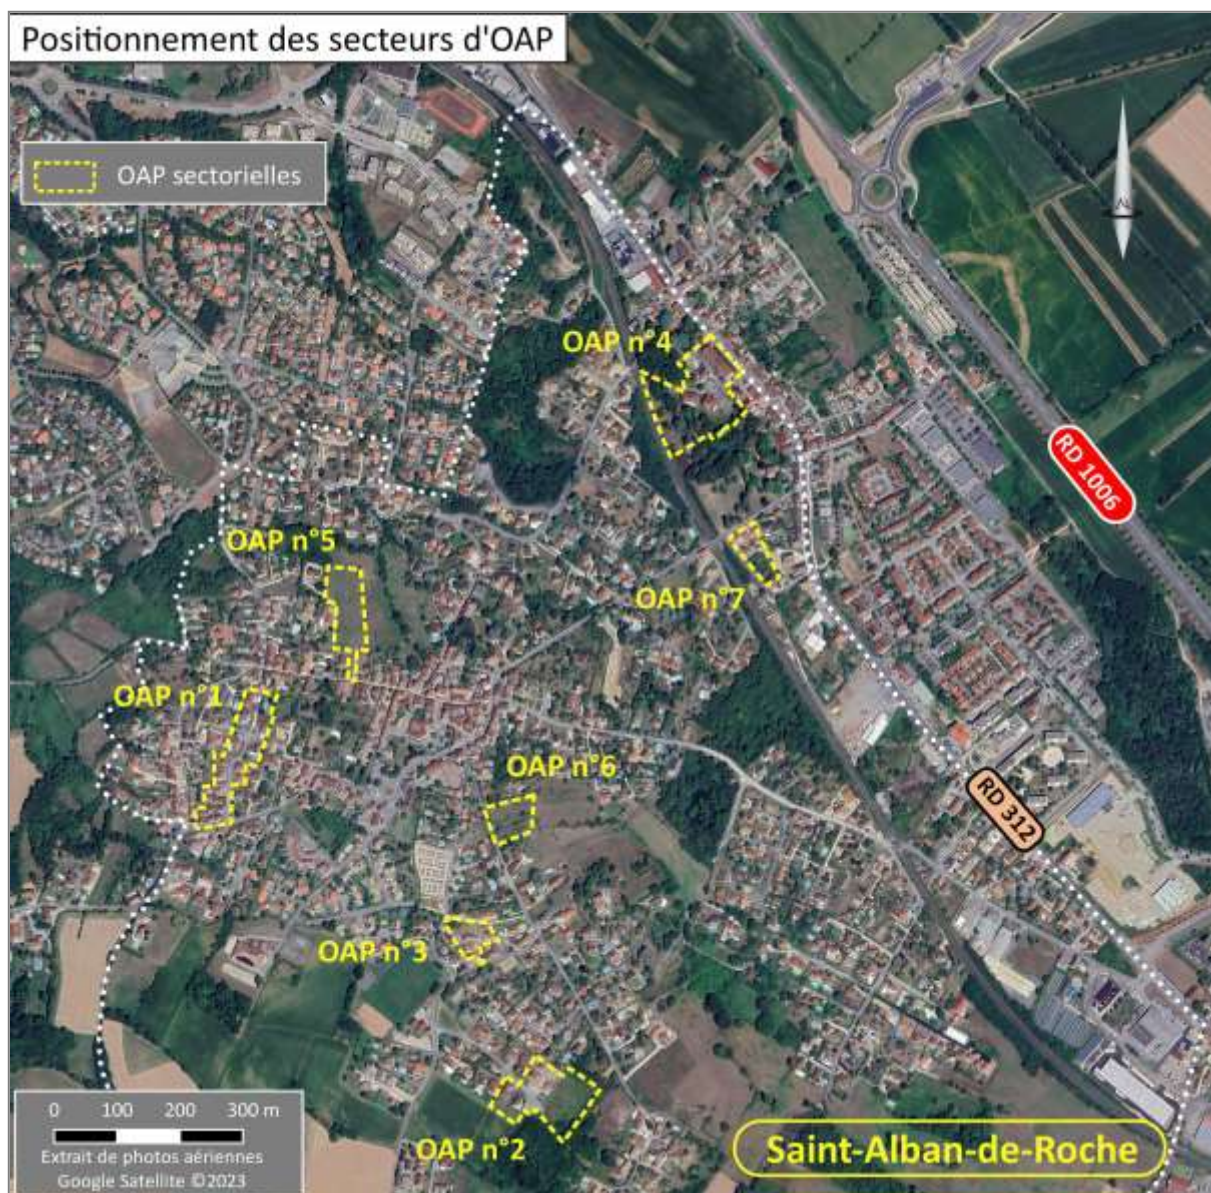 Positionnement des secteurs d'OAP
OAP sectorielles
OAP n°4
RD 1006
OAP n°5
OAP n°7
OAP n°1
OAP n°6
RD 312
OAP n°3
0 100 200 300 m
Extrait de photos aériennes
Google Satellite ©2023
OAP n°2
Saint-Alban-de-Roche